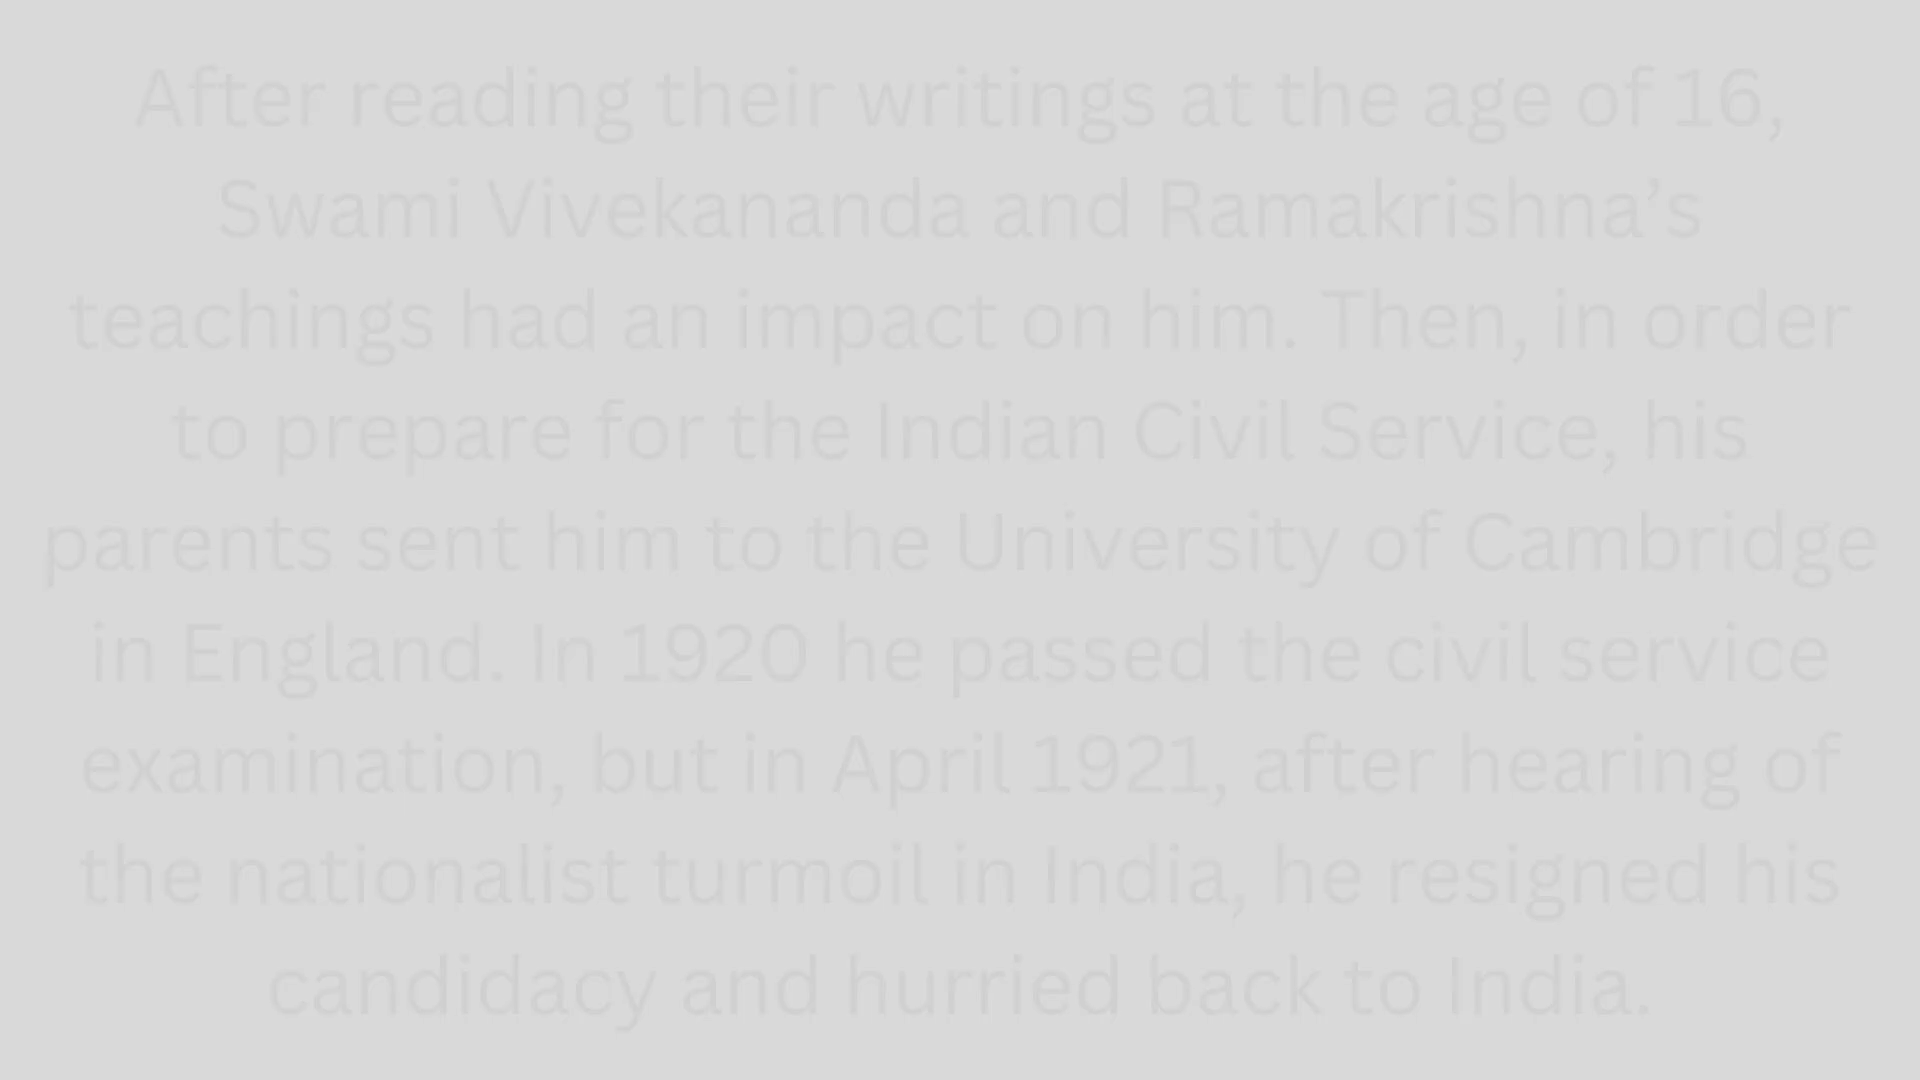 After reading their writings at the age of 16,
Swami Vivekananda and Ramakrishna’s
teachings had an impact on him. Then, in order
to prepare for the Indian Civil Service, his
parents sent him to the University of Cambridge
in England. In 1920 he passed the civil service
examination, but in April 1921, after hearing of
the nationalist turmoil in India, he resigned his
candidacy and hurried back to India.